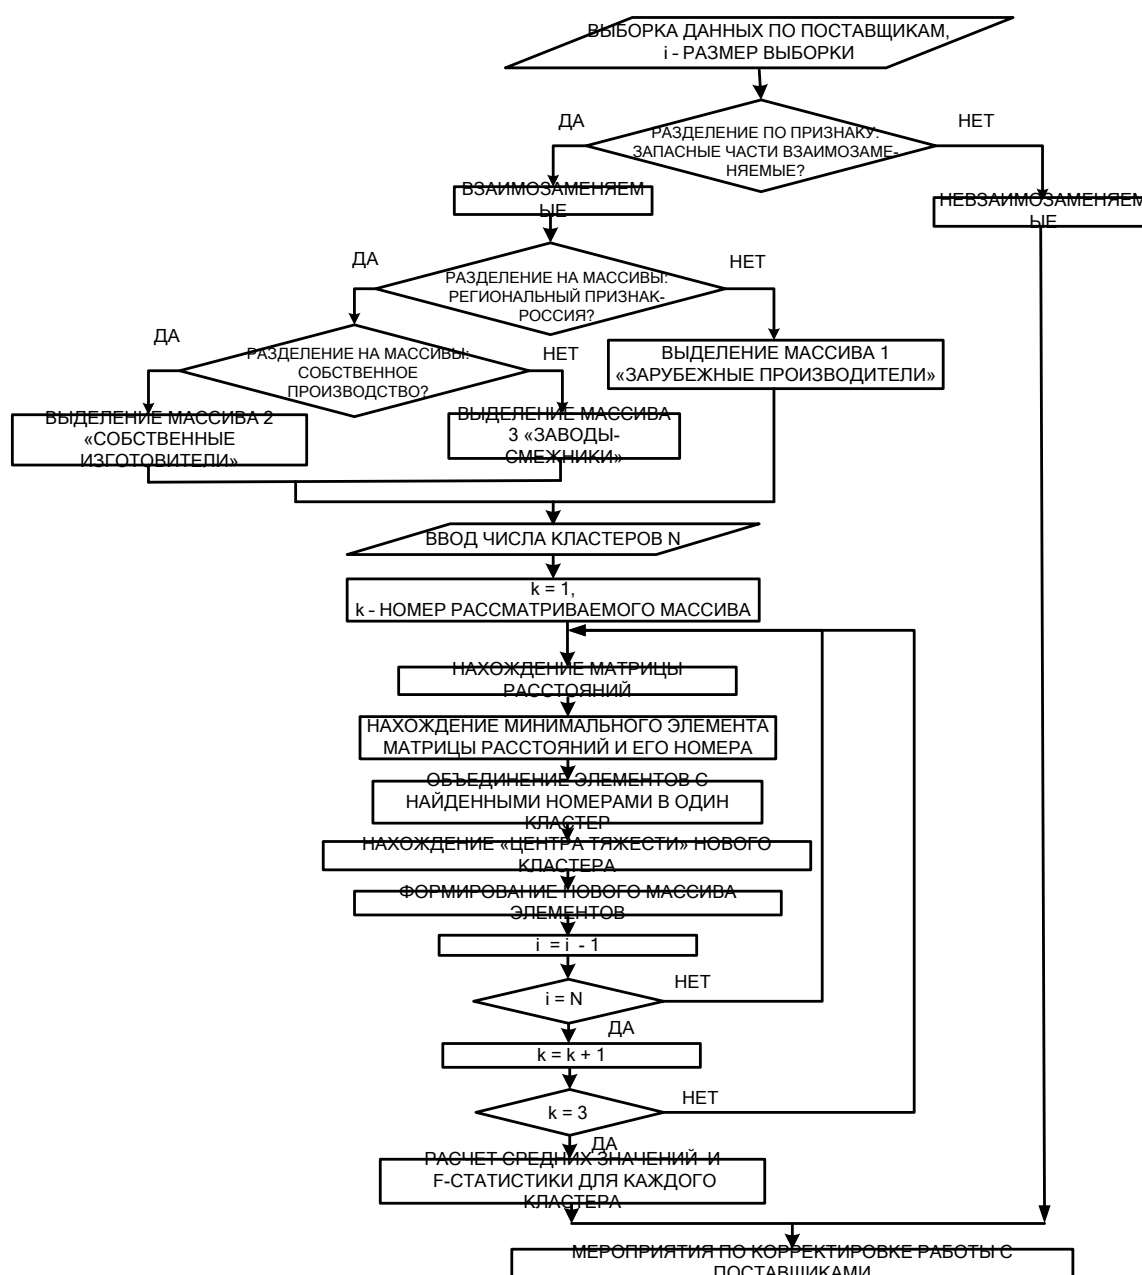 ВЫБОРКА ДАННЫХ ПО ПОСТАВЩИКАМ,
i - РАЗМЕР ВЫБОРКИ
ДА
НЕТ
РАЗДЕЛЕНИЕ ПО ПРИЗНАКУ:
ЗАПАСНЫЕ ЧАСТИ ВЗАИМОЗАМЕ-
НЯЕМЫЕ?
ВЗАИМОЗАМЕНЯЕМ
ЫЕ
НЕВЗАИМОЗАМЕНЯЕМ
ЫЕ
ДА
НЕТ
РАЗДЕЛЕНИЕ НА МАССИВЫ:
РЕГИОНАЛЬНЫЙ ПРИЗНАК-
РОССИЯ?
ДА
НЕТ
РАЗДЕЛЕНИЕ НА МАССИВЫ:
СОБСТВЕННОЕ
ПРОИЗВОДСТВО?
ВЫДЕЛЕНИЕ МАССИВА 1
«ЗАРУБЕЖНЫЕ ПРОИЗВОДИТЕЛИ»
ВЫДЕЛЕНИЕ МАССИВА 2
«СОБСТВЕННЫЕ
ИЗГОТОВИТЕЛИ»
ВЫДЕЛЕНИЕ МАССИВА
3 «ЗАВОДЫ-
СМЕЖНИКИ»
ВВОД ЧИСЛА КЛАСТЕРОВ N
k = 1,
k - НОМЕР РАССМАТРИВАЕМОГО МАССИВА
НАХОЖДЕНИЕ МАТРИЦЫ
РАССТОЯНИЙ
НАХОЖДЕНИЕ МИНИМАЛЬНОГО ЭЛЕМЕНТА
МАТРИЦЫ РАССТОЯНИЙ И ЕГО НОМЕРА
ОБЪЕДИНЕНИЕ ЭЛЕМЕНТОВ С
НАЙДЕННЫМИ НОМЕРАМИ В ОДИН
КЛАСТЕР
НАХОЖДЕНИЕ «ЦЕНТРА ТЯЖЕСТИ» НОВОГО
КЛАСТЕРА
ФОРМИРОВАНИЕ НОВОГО МАССИВА
ЭЛЕМЕНТОВ
i = i - 1
i = N
НЕТ
ДА
k = k + 1
k = 3
НЕТ
ДА
РАСЧЕТ СРЕДНИХ ЗНАЧЕНИЙ И
F-СТАТИСТИКИ ДЛЯ КАЖДОГО
КЛАСТЕРА
МЕРОПРИЯТИЯ ПО КОРРЕКТИРОВКЕ РАБОТЫ С
ПОСТАВЩИКАМИ